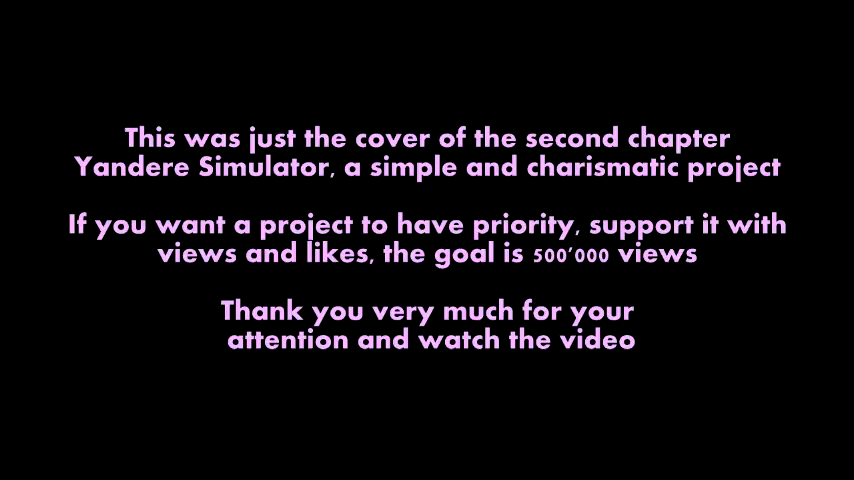 This was just the cover of the second chapter
Yandere Simulator, a simple and charismatic project
If you want a project to have priority, support it with
views and likes, the goal is 500'000 views
Thank you very much for your
attention and watch the video